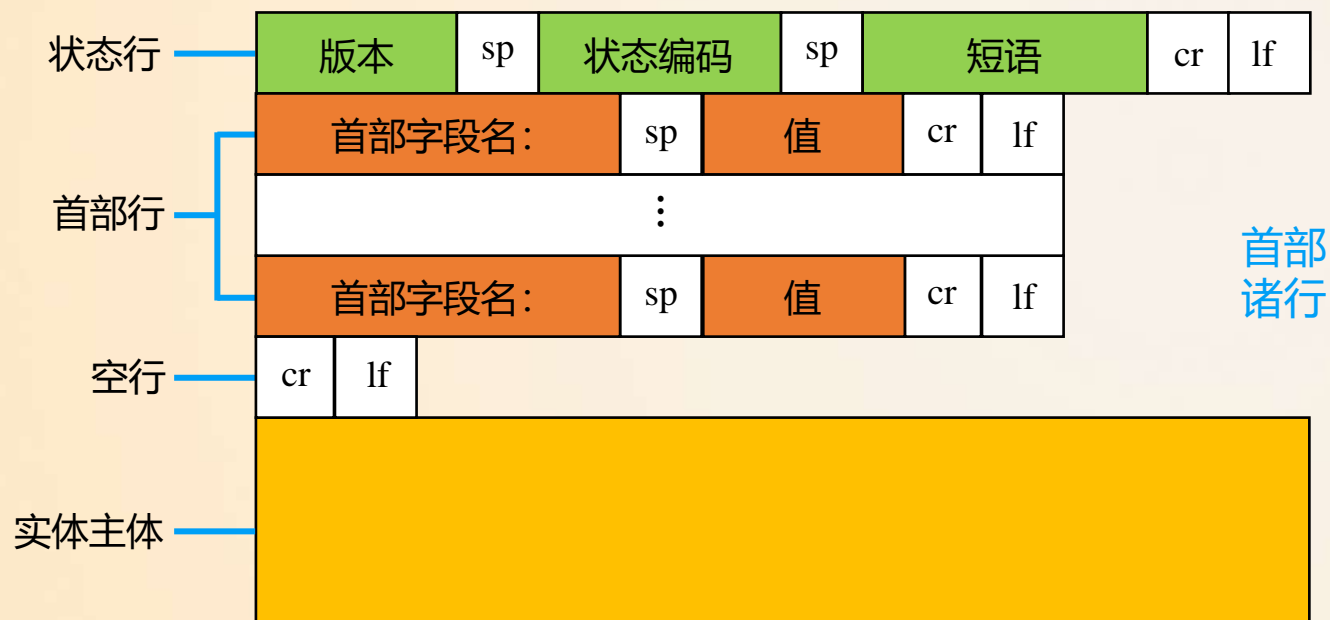 状态行 版本 sp 状态编码 sp 短语 cr lf
首部字段名： sp 值 cr lf
首部行 ⋮
首部
诸行
首部字段名： sp 值 cr lf
空行 cr lf
实体主体